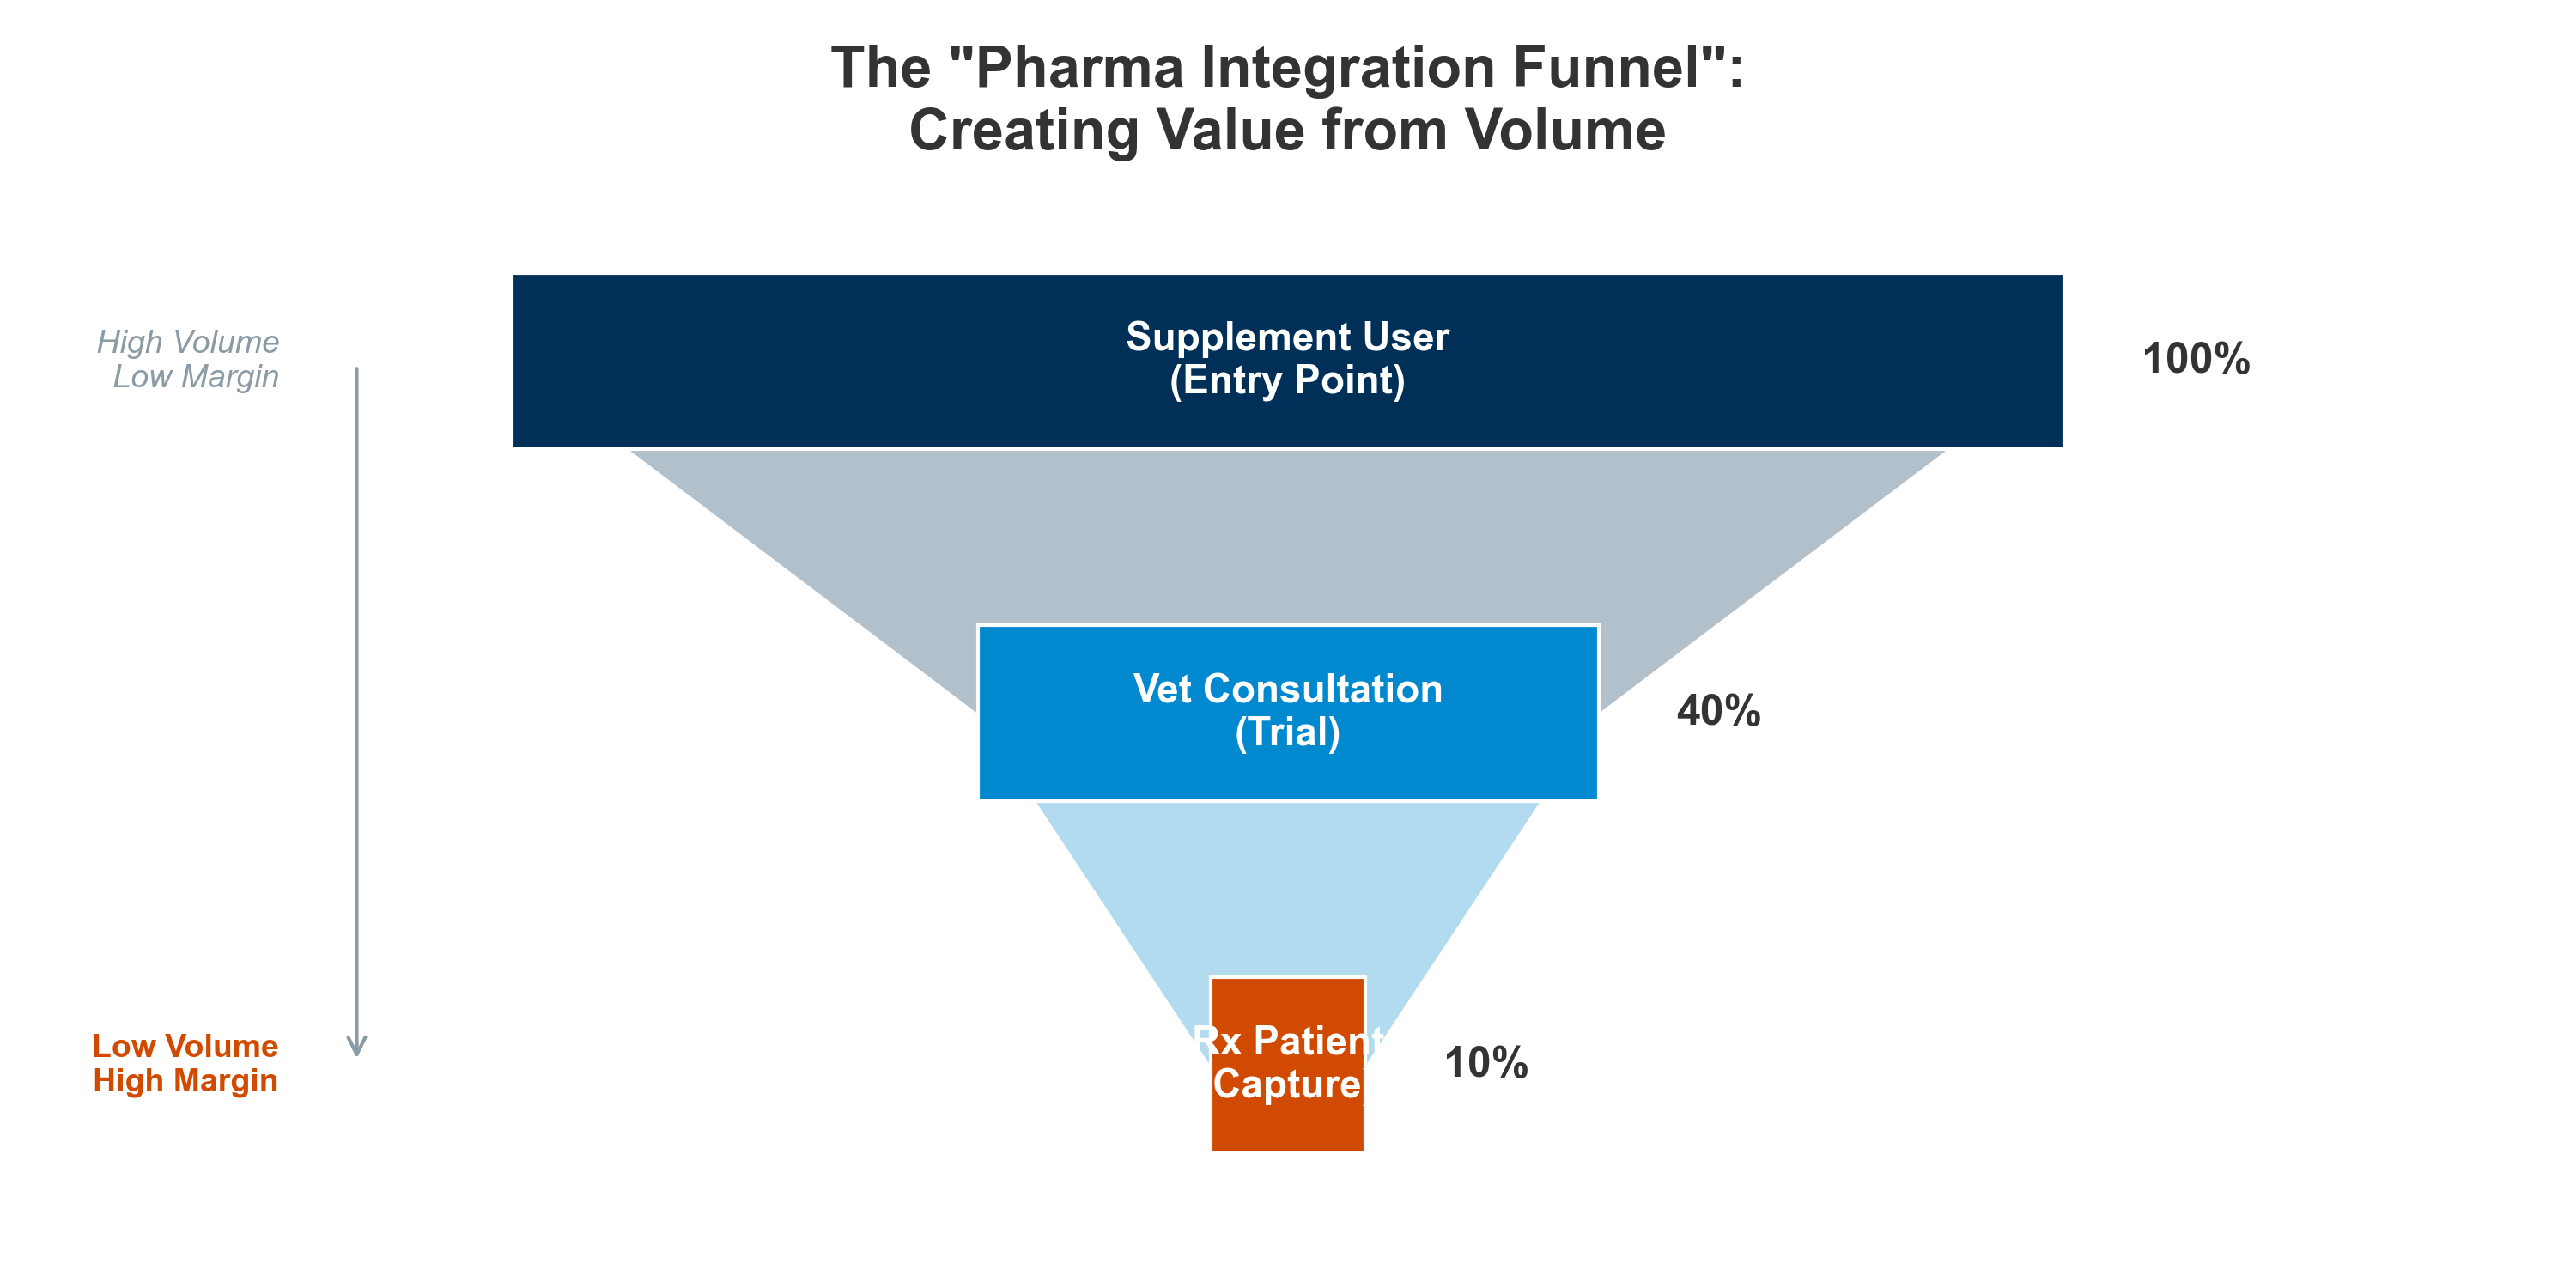 The "Pharma Integration Funnel":
Creating Value from Volume
High Volume
Low Margin
Supplement User
(Entry Point)
100%
Vet Consultation
(Trial)
40%
Low Volume
High Margin
Rx Patient
Capture
10%